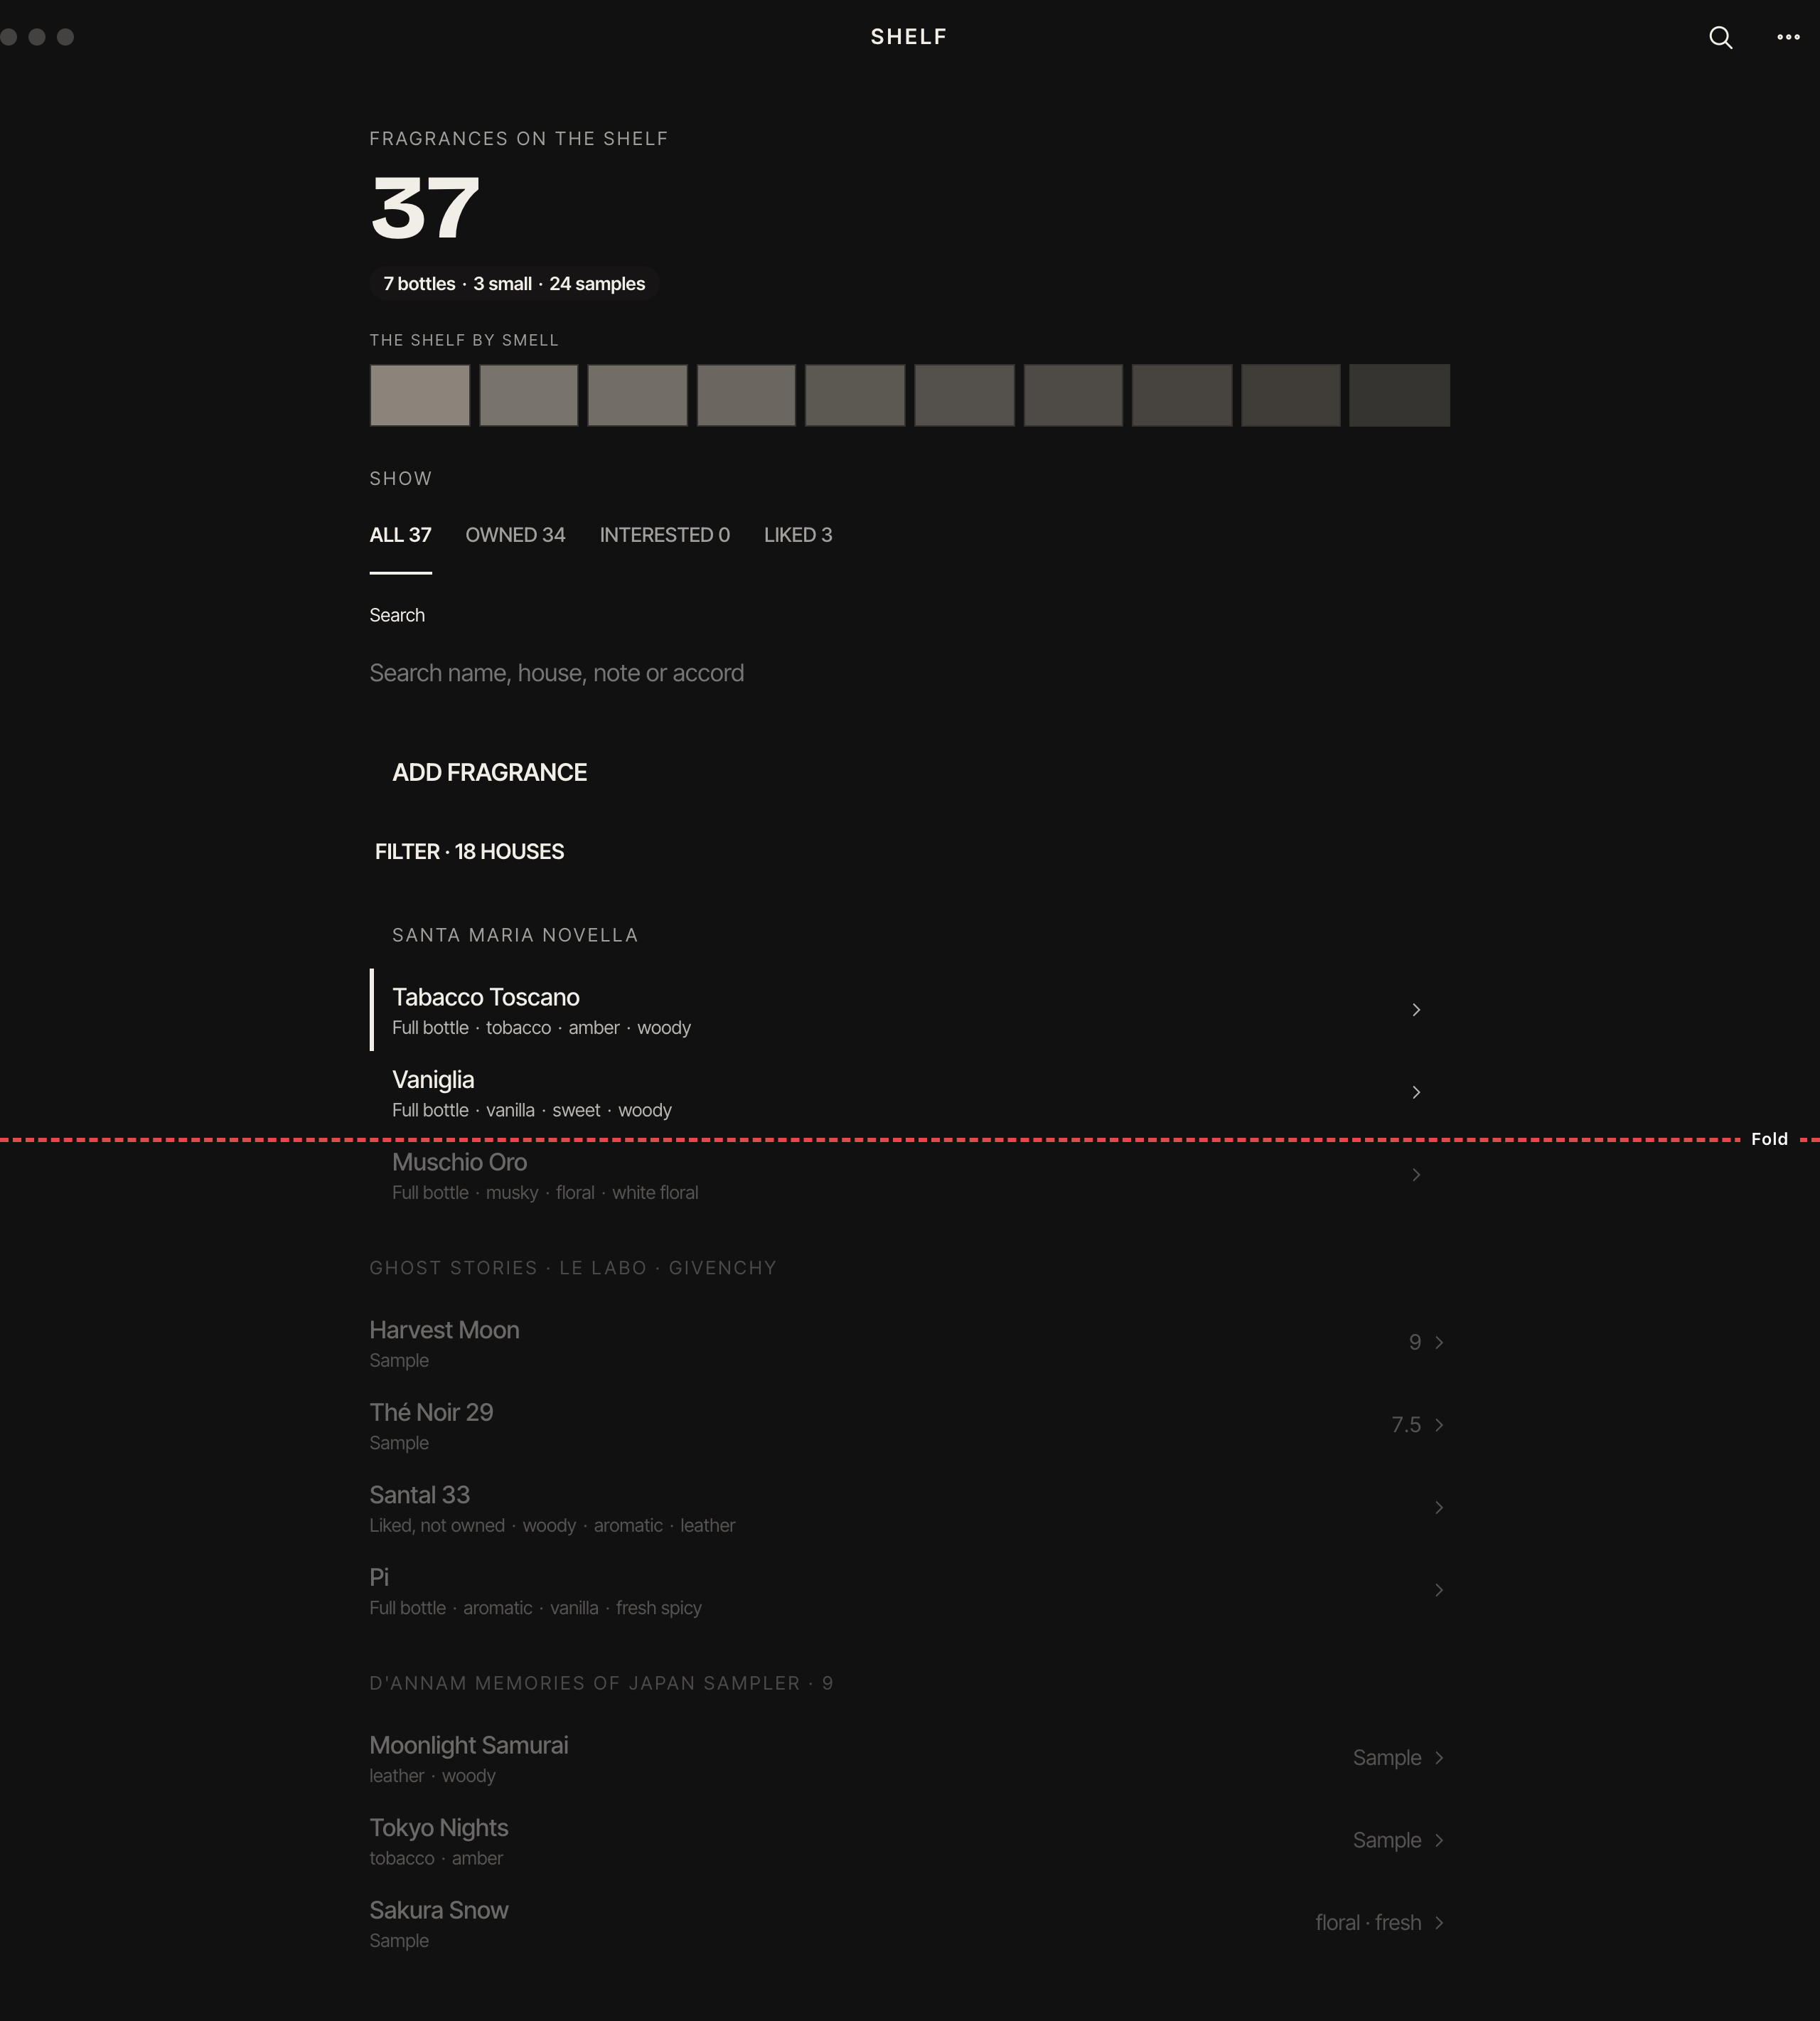 SHELF
FRAGRANCES ON THE SHELF
37
7 bottles · 3 small · 24 samples
THE SHELF BY SMELL
SHOW
ALL 37 OWNED 34 INTERESTED 0 LIKED 3
Search
Search name, house, note or accord
ADD FRAGRANCE
FILTER · 18 HOUSES
SANTA MARIA NOVELLA
Tabacco Toscano
Full bottle · tobacco · amber · woody
Vaniglia
Full bottle · vanilla · sweet · woody
Fold
Muschio Oro
Full bottle · musky · floral · white floral
GHOST STORIES · LE LABO · GIVENCHY
Harvest Moon
Sample
9
Thé Noir 29
Sample
7.5
Santal 33
Liked, not owned · woody · aromatic · leather
Pi
Full bottle · aromatic · vanilla · fresh spicy
D'ANNAM MEMORIES OF JAPAN SAMPLER · 9
Moonlight Samurai
leather · woody
Sample
Tokyo Nights
tobacco · amber
Sample
Sakura Snow
Sample
floral · fresh